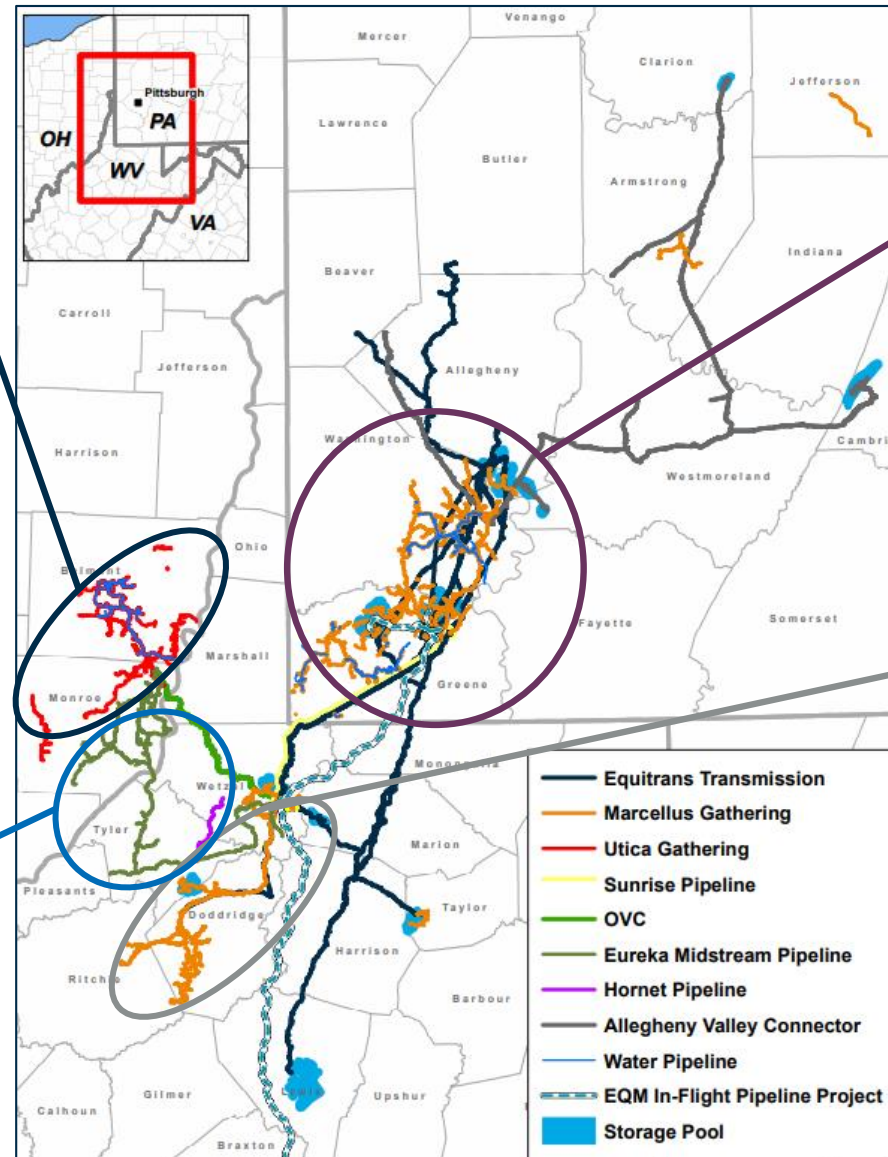 Venango
Mercer
Clarion
Jefferson
Pittsburgh
PA
OH
WV
VA
Lawrence
Butler
Armstrong
Indiana
Beaver
Carroll
Jefferson
Allegheny
Washington
Cambri
Harrison
Westmoreland
Ohio
Belmont
Fayette
Somerset
Marshall
Monroe
Greene
Monongalia
Wetzel
Tyler
Marion
Pleasants
Taylor
Doddridge
Harrison
Ritchie
Barbour
Gilmer
Lewis
Upshur
Calhoun
Braxton
Equitrans Transmission
Marcellus Gathering
Utica Gathering
Sunrise Pipeline
OVC
Eureka Midstream Pipeline
Hornet Pipeline
Allegheny Valley Connector
Water Pipeline
EQM In-Flight Pipeline Project
Storage Pool